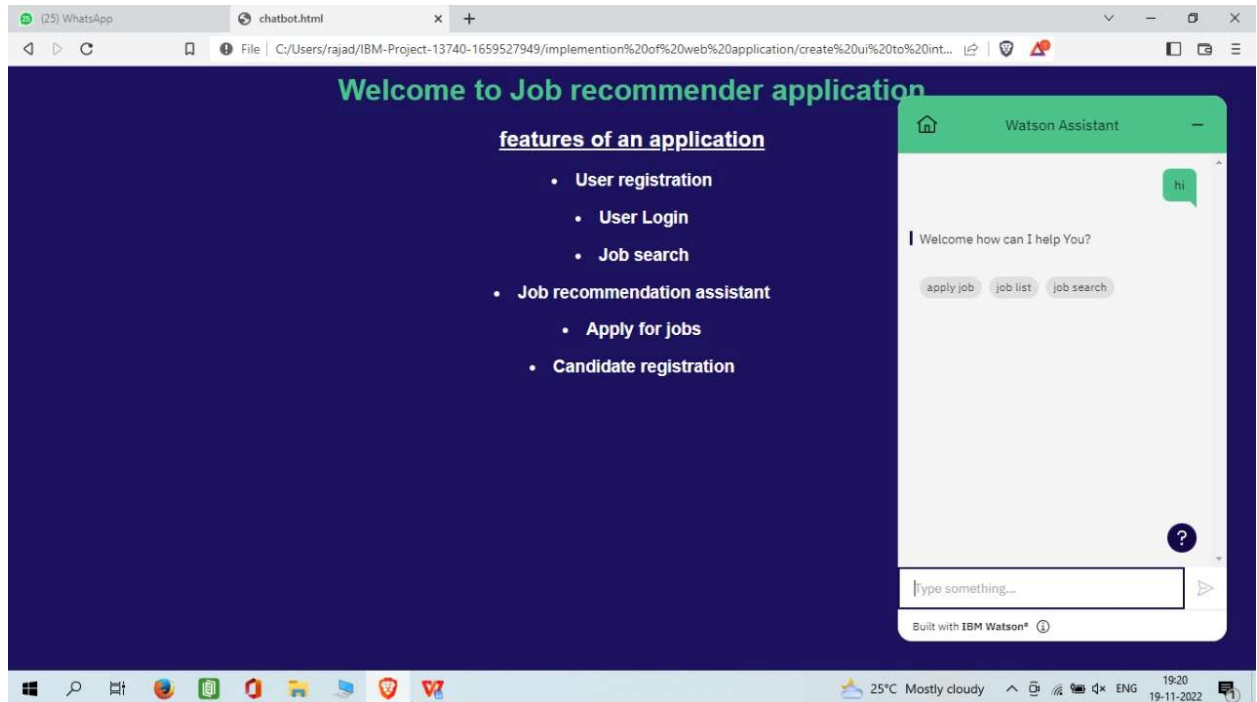 (25) WhatsApp
chatbot.html
File C:/Users/rajad/IBM-Project-13740-1659527949/implemention%20of%20web%20application/create%20ui%20to%20int...
Welcome to Job recommender application
features of an application
• User registration
• User Login
• Job search
• Job recommendation assistant
• Apply for jobs
• Candidate registration
Watson Assistant
hi
Welcome how can I help You?
apply job job list job search
?
Type something...
Built with IBM Watson®
25°C Mostly cloudy ENG
19:20
19-11-2022